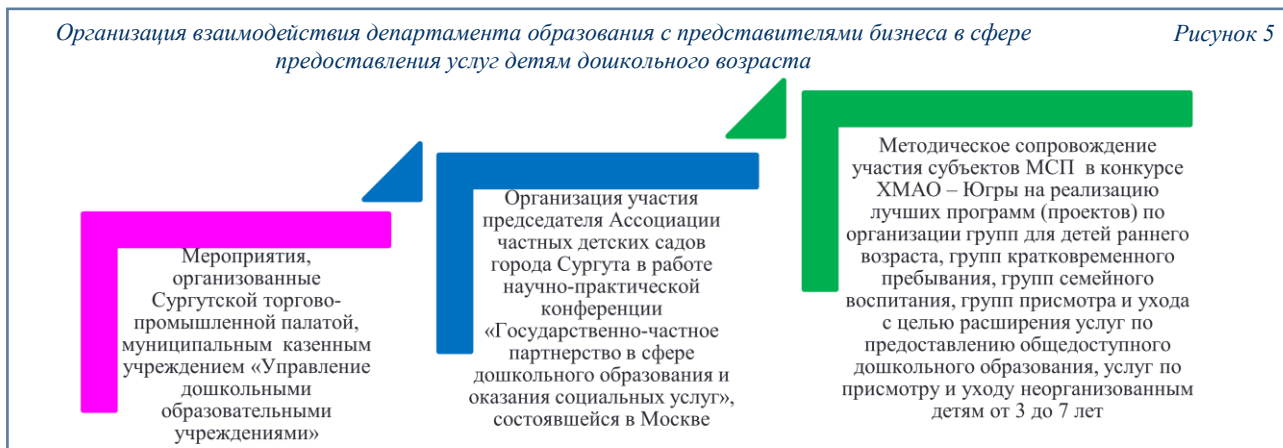 Организация взаимодействия департамента образования с представителями бизнеса в сфере
предоставления услуг детям дошкольного возраста
Рисунок 5
Мероприятия,
организованные
Сургутской торгово-
промышленной палатой,
муниципальным казенным
учреждением «Управление
дошкольными
образовательными
учреждениями»
Организация участия
председателя Ассоциации
частных детских садов
города Сургута в работе
научно-практической
конференции
«Государственно-частное
партнерство в сфере
дошкольного образования и
оказания социальных услуг»,
состоявшейся в Москве
Методическое сопровождение
участия субъектов МСП в конкурсе
ХМАО – Югры на реализацию
лучших программ (проектов) по
организации групп для детей раннего
возраста, групп кратковременного
пребывания, групп семейного
воспитания, групп присмотра и ухода
с целью расширения услуг по
предоставлению общедоступного
дошкольного образования, услуг по
присмотру и уходу неорганизованным
детям от 3 до 7 лет